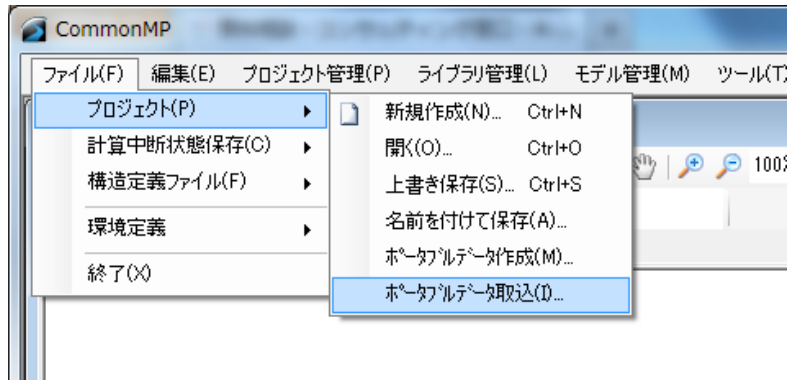 CommonMP
ファイル(F) 編集(E) プロジェクト管理(P) ライブラリ管理(L) モデル管理(M) ツール(T)
プロジェクト(P)
新規作成(N)... Ctrl+N
計算中断状態保存(C)
開く(O)... Ctrl+O
100%
構造定義ファイル(F)
上書き保存(S)... Ctrl+S
環境定義
名前を付けて保存(A)...
ポータブルデータ作成(M)...
終了(X)
ポータブルデータ取込(I)...